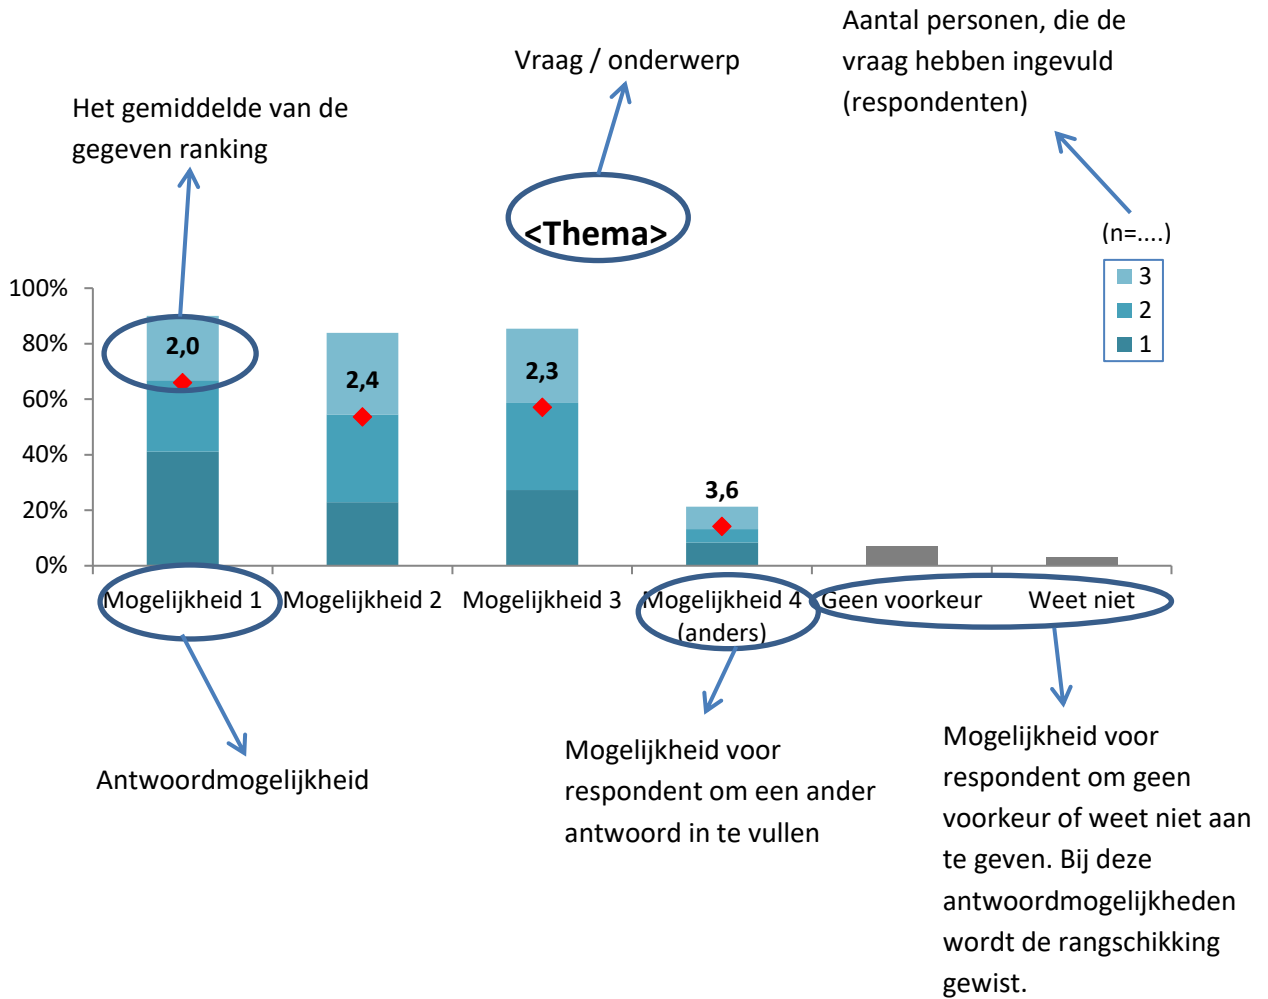 Aantal personen, die de
vraag hebben ingevuld
(respondenten)
Vraag / onderwerp
Het gemiddelde van de
gegeven ranking
<Thema>
(n=....)
3
2
1
100%
80%
60%
40%
20%
0%
2,0
2,4
2,3
3,6
Mogelijkheid 1
Mogelijkheid 2
Mogelijkheid 3
Mogelijkheid 4
(anders)
Geen voorkeur
Weet niet
Antwoordmogelijkheid
Mogelijkheid voor
respondent om een ander
antwoord in te vullen
Mogelijkheid voor
respondent om geen
voorkeur of weet niet aan
te geven. Bij deze
antwoordmogelijkheden
wordt de rangschikking
gewist.